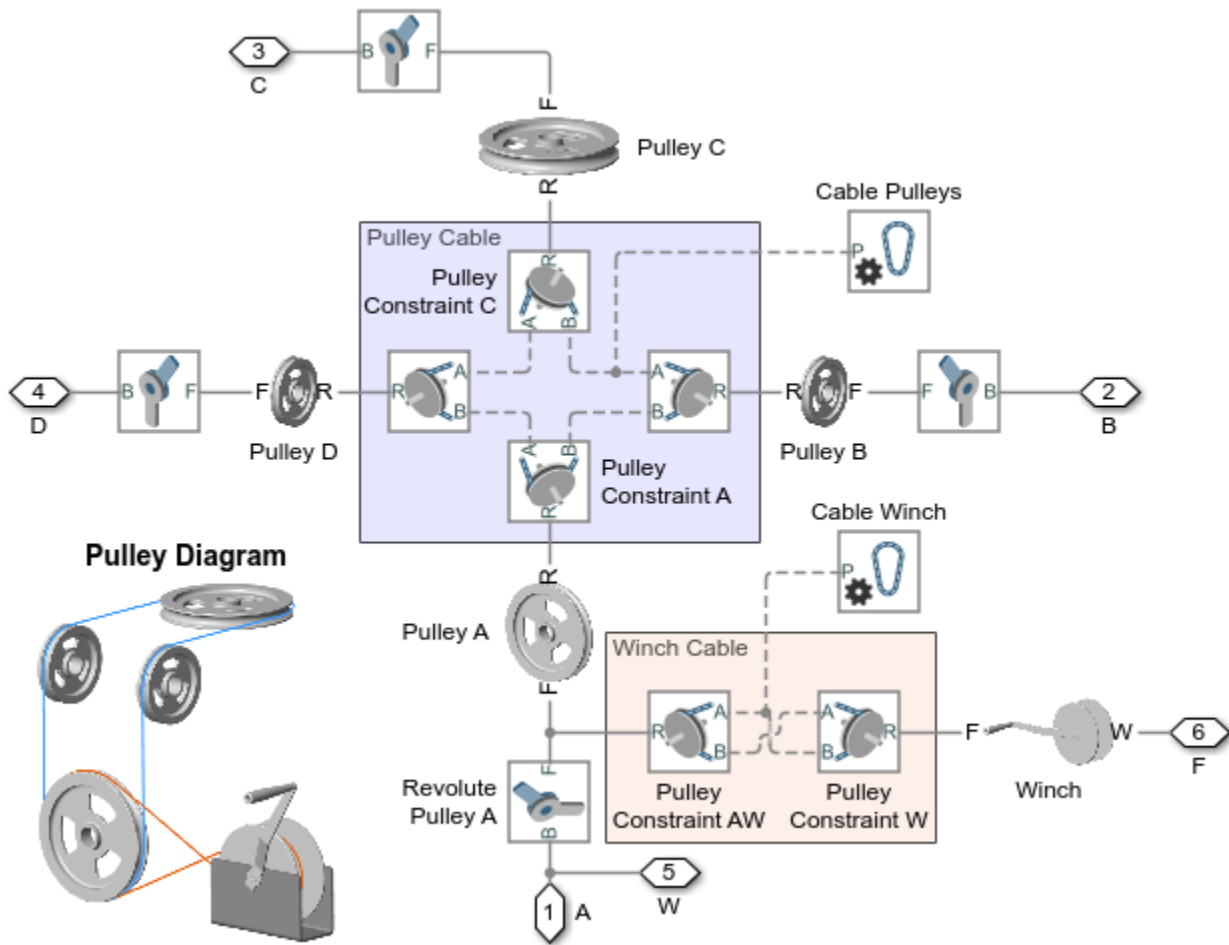 3
C
B
F
F
Pulley C
R
Cable Pulleys
P
Pulley Cable
R
Pulley
Constraint C
A
B
4
D
B
F
F
R
Pulley D
R
A
B
A
B
R
R
F
Pulley B
F
B
2
B
A
B
R
Pulley
Constraint A
Cable Winch
P
Pulley Diagram
R
Pulley A
F
Winch Cable
R
A
B
A
B
R
Pulley
Constraint AW
Pulley
Constraint W
F
W
Winch
6
F
Revolute
Pulley A
F
B
5
W
1
A